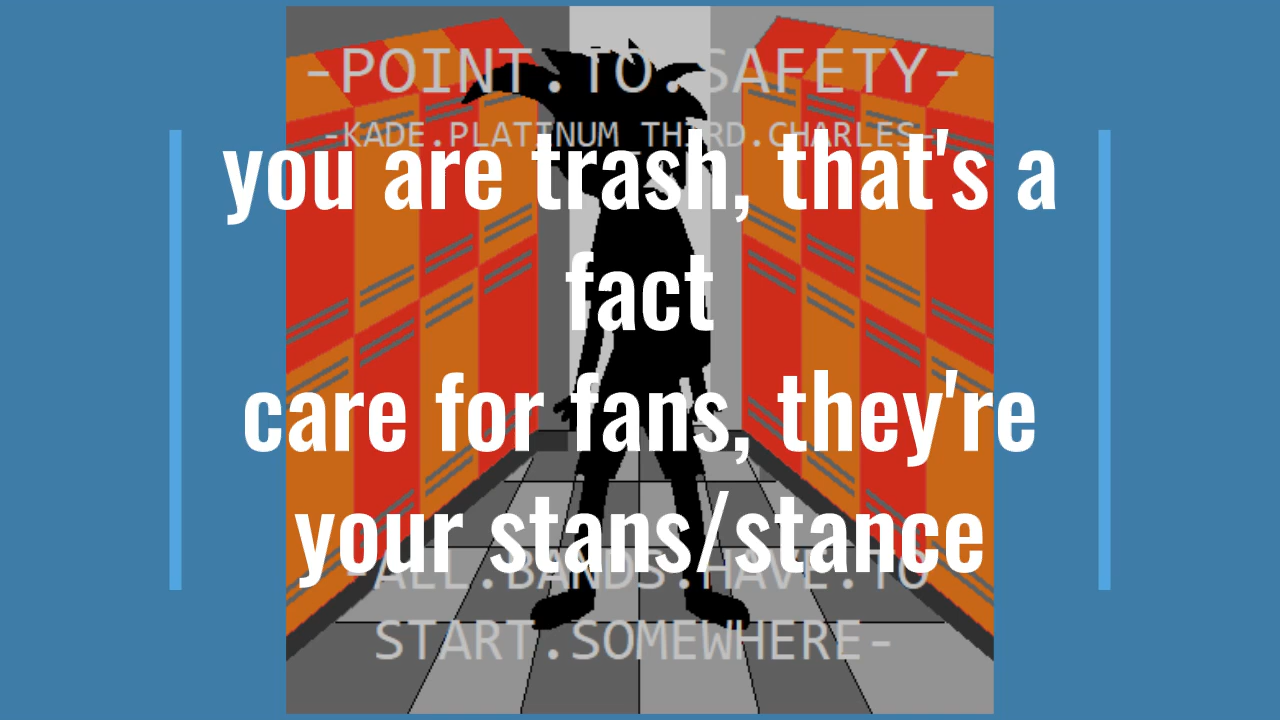 -POINT.TO.SAFETY-
-KADE.PLATINUM_THIRD.CHARLES-
you are trash, that's a
fact
care for fans, they're
your stans/stance
-ALL.BANDS.HAVE.TO
START.SOMEWHERE-